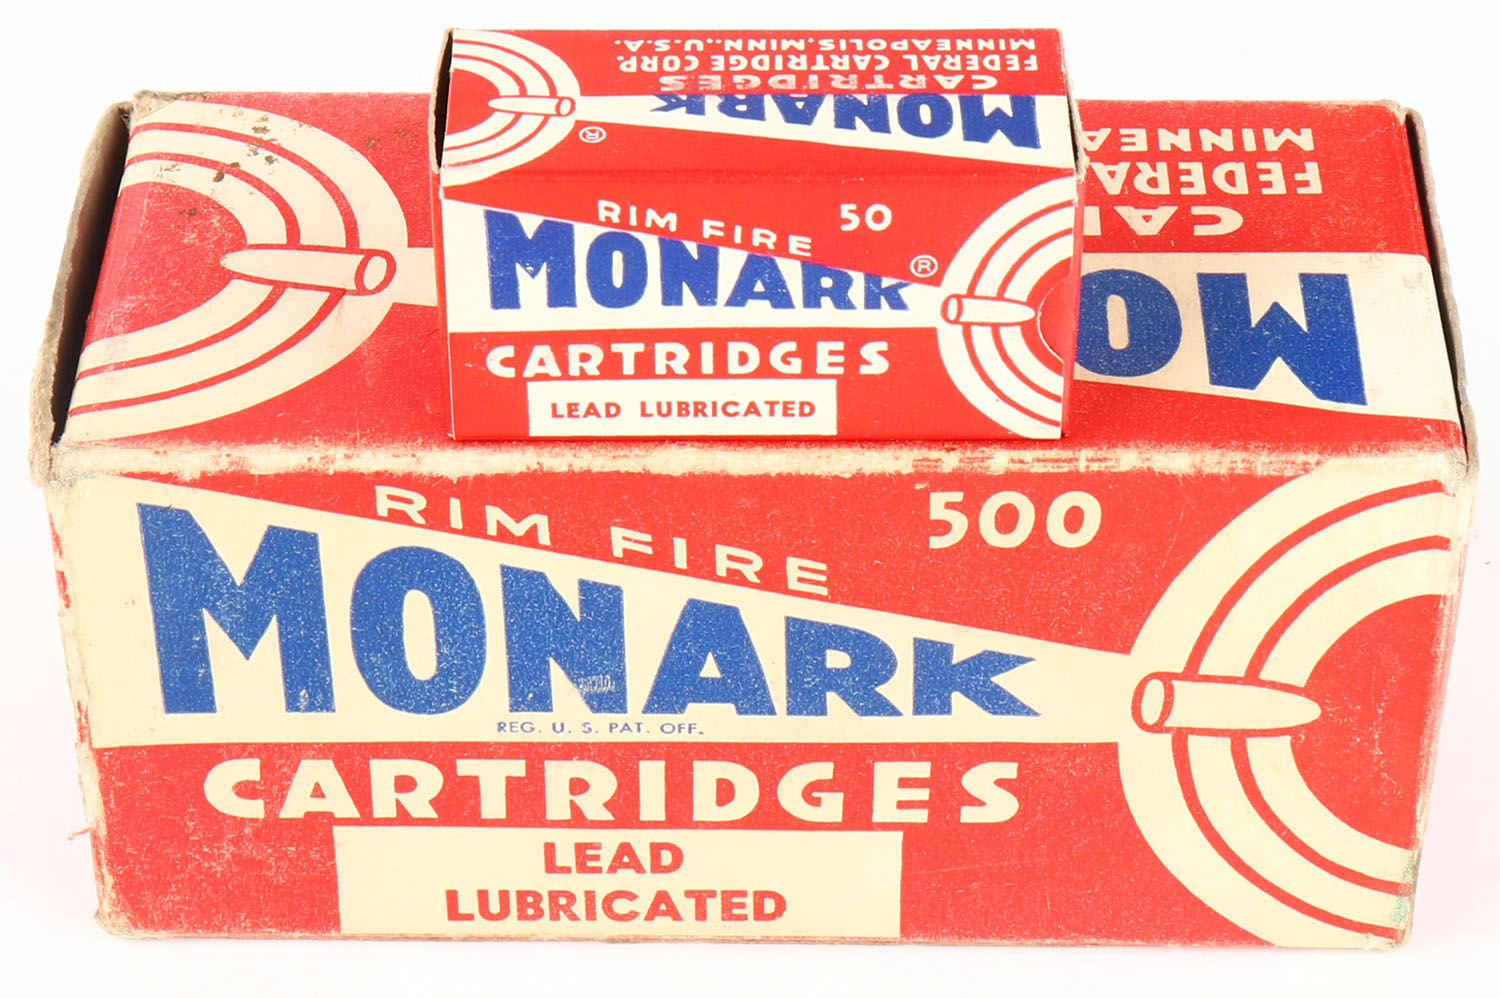 MINNEAPOLIS, MINN., U.S.A.
FEDERAL CARTRIDGE CORP.
CARTRIDGES
MONARK
®
RIM FIRE 50
MONARK ®
CARTRIDGES
LEAD LUBRICATED
MINNEA
FEDERA
CA
MO
RIM FIRE 500
MONARK
REG. U. S. PAT. OFF.
CARTRIDGES
LEAD
LUBRICATED